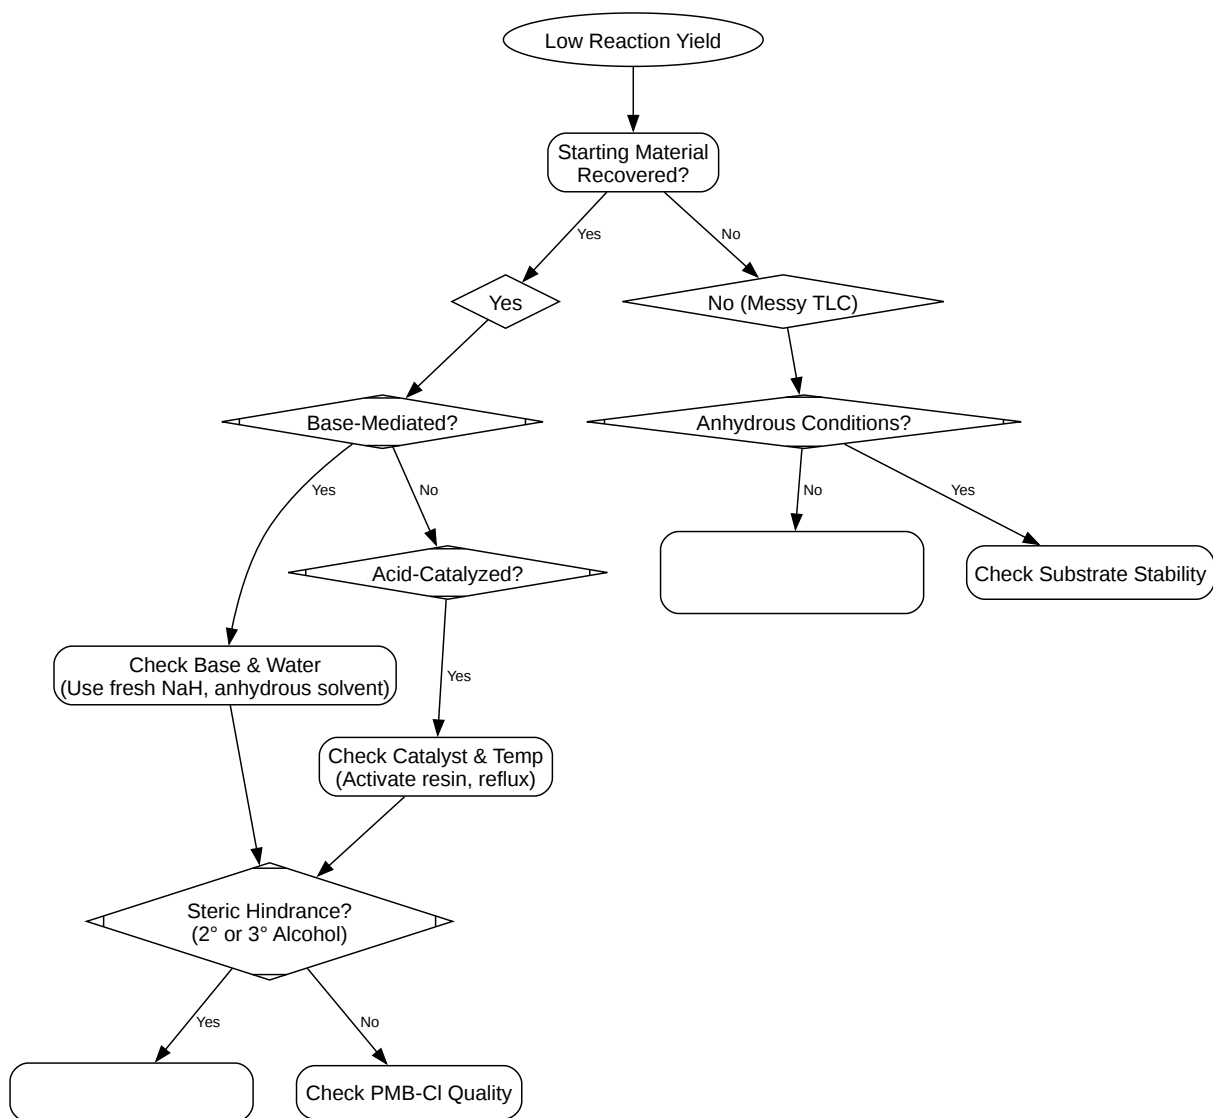 Low Reaction Yield
Starting Material
Recovered?
Yes
No
Yes
No (Messy TLC)
Base-Mediated?
Anhydrous Conditions?
Yes
No
No
Yes
Acid-Catalyzed?
Check Substrate Stability
Check Base & Water
(Use fresh NaH, anhydrous solvent)
Yes
Check Catalyst & Temp
(Activate resin, reflux)
Steric Hindrance?
(2° or 3° Alcohol)
Yes
No
Check PMB-Cl Quality